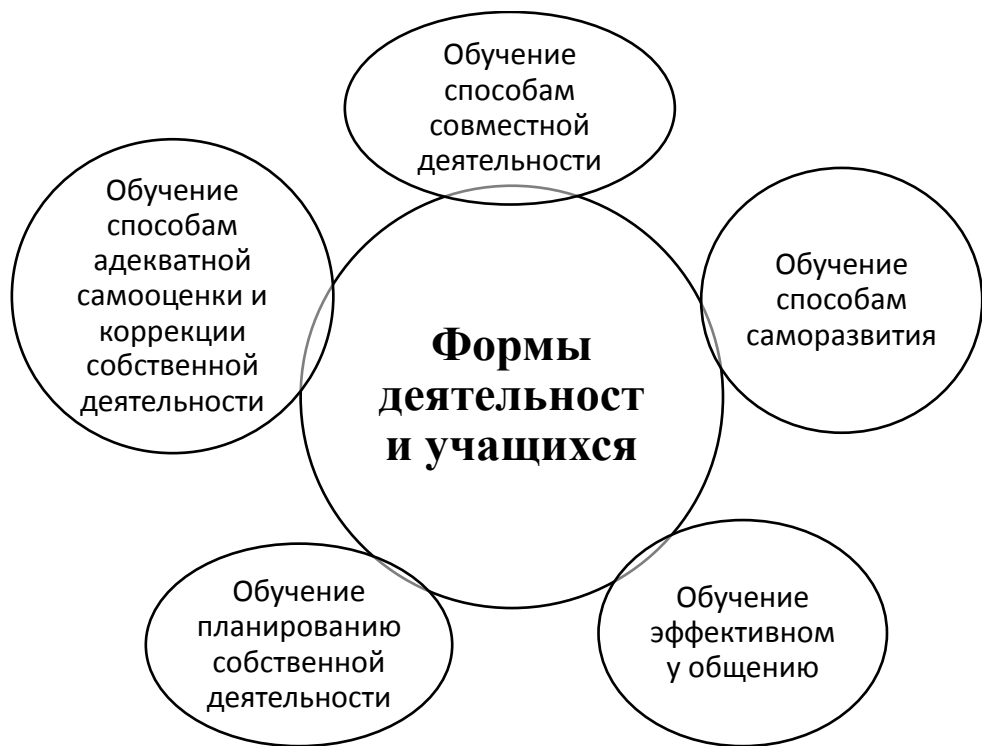 Обучение
способам
совместной
деятельности
Обучение
способам
адекватной
самооценки и
коррекции
собственной
деятельности
Обучение
способам
саморазвития
Формы
деятельност
и учащихся
Обучение
планированию
собственной
деятельности
Обучение
эффективном
у общению